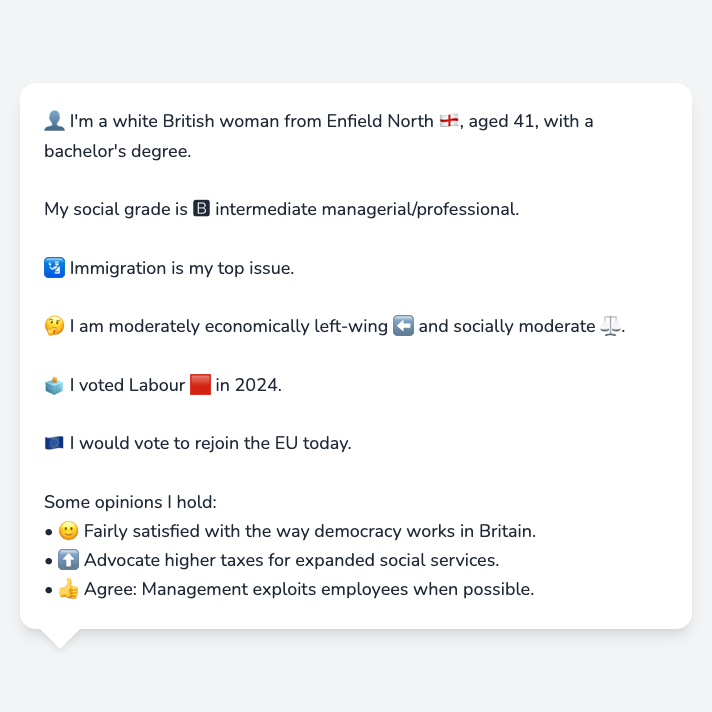 👤 I'm a white British woman from Enfield North 🏴󠁧󠁢󠁥󠁮󠁧󠁿, aged 41, with a
bachelor's degree.
My social grade is 🅱 intermediate managerial/professional.
🛂 Immigration is my top issue.
🤔 I am moderately economically left-wing ⬅️ and socially moderate ⚖️.
🗳️ I voted Labour 🟥 in 2024.
🇪🇺 I would vote to rejoin the EU today.
Some opinions I hold:
• 🙂 Fairly satisfied with the way democracy works in Britain.
• ⬆️ Advocate higher taxes for expanded social services.
• 👍 Agree: Management exploits employees when possible.